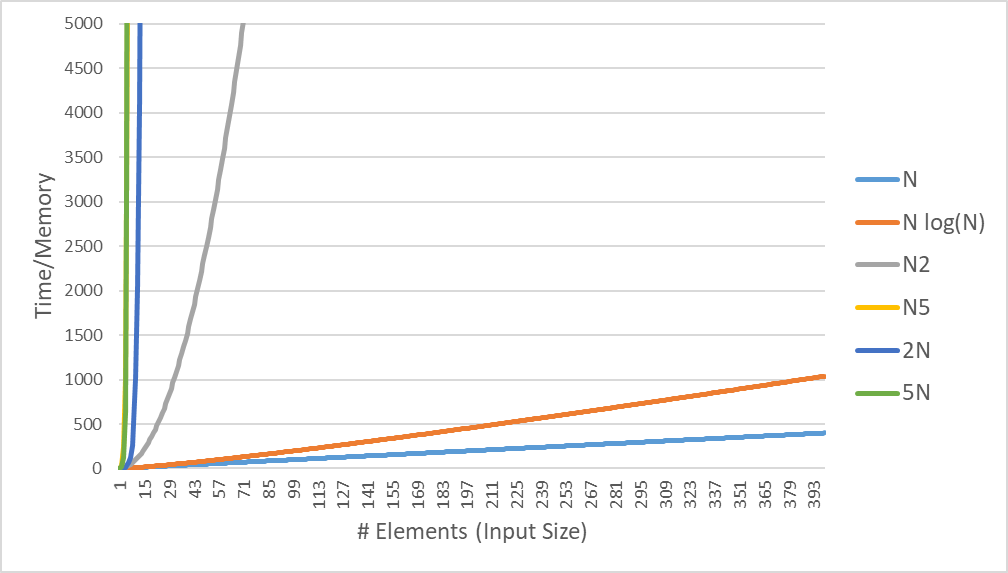 5000
4500
4000
3500
3000
2500
2000
1500
1000
500
0
Time/Memory
1 15 29 43 57 71 85 99 113 127 141 155 169 183 197 211 225 239 253 267 281 295 309 323 337 351 365 379 393
# Elements (Input Size)
N
N log(N)
N2
N5
2N
5N